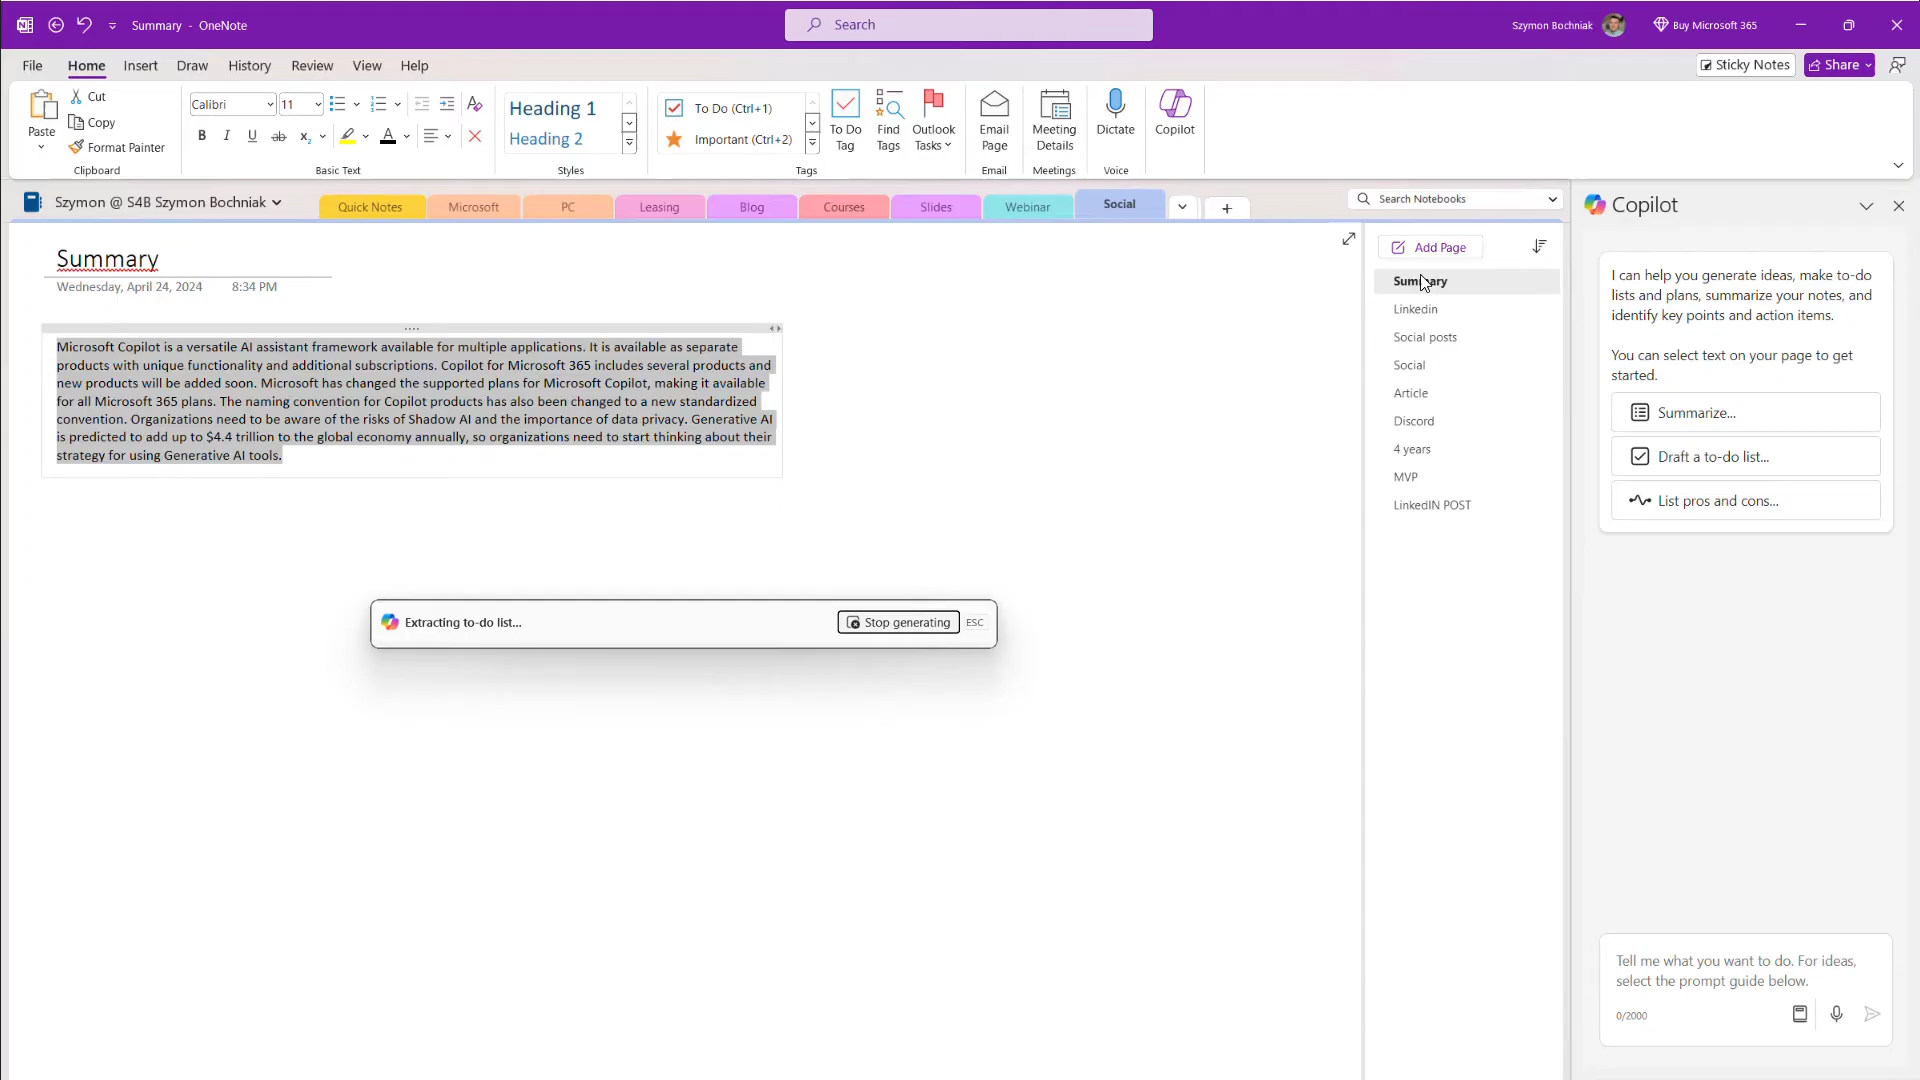 Summary - OneNote
Search
Szymon Bochniak
Buy Microsoft 365
File Home Insert Draw History Review View Help
Sticky Notes
Share
Paste
Cut
Copy
Format Painter
Clipboard
Calibri
11
B I U ab x₂ A
Basic Text
Heading 1
Heading 2
Styles
To Do (Ctrl+1)
Important (Ctrl+2)
Tags
To Do
Tag
Find
Tags
Outlook
Tasks
Email
Page
Email
Meeting
Details
Meetings
Dictate
Voice
Copilot
Szymon @ S4B Szymon Bochniak
Quick Notes
Microsoft
PC
Leasing
Blog
Courses
Slides
Webinar
Social
+
Search Notebooks
Summary
Wednesday, April 24, 2024 8:34 PM
Microsoft Copilot is a versatile AI assistant framework available for multiple applications. It is available as separate
products with unique functionality and additional subscriptions. Copilot for Microsoft 365 includes several products and
new products will be added soon. Microsoft has changed the supported plans for Microsoft Copilot, making it available
for all Microsoft 365 plans. The naming convention for Copilot products has also been changed to a new standardized
convention. Organizations need to be aware of the risks of Shadow AI and the importance of data privacy. Generative AI
is predicted to add up to $4.4 trillion to the global economy annually, so organizations need to start thinking about their
strategy for using Generative AI tools.
Extracting to-do list...
Stop generating
ESC
Add Page
Summary
Linkedin
Social posts
Social
Article
Discord
4 years
MVP
LinkedIN POST
Copilot
I can help you generate ideas, make to-do
lists and plans, summarize your notes, and
identify key points and action items.
You can select text on your page to get
started.
Summarize...
Draft a to-do list...
List pros and cons...
Tell me what you want to do. For ideas,
select the prompt guide below.
0/2000